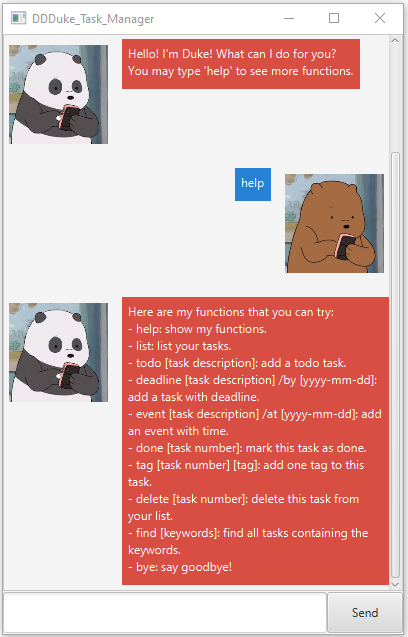 DDDuke_Task_Manager
Hello! I'm Duke! What can I do for you?
You may type 'help' to see more functions.
help
Here are my functions that you can try:
- help: show my functions.
- list: list your tasks.
- todo [task description]: add a todo task.
- deadline [task description] /by [yyyy-mm-dd]:
add a task with deadline.
- event [task description] /at [yyyy-mm-dd]: add
an event with time.
- done [task number]: mark this task as done.
- tag [task number] [tag]: add one tag to this
task.
- delete [task number]: delete this task from
your list.
- find [keywords]: find all tasks containing the
keywords.
- bye: say goodbye!
Send